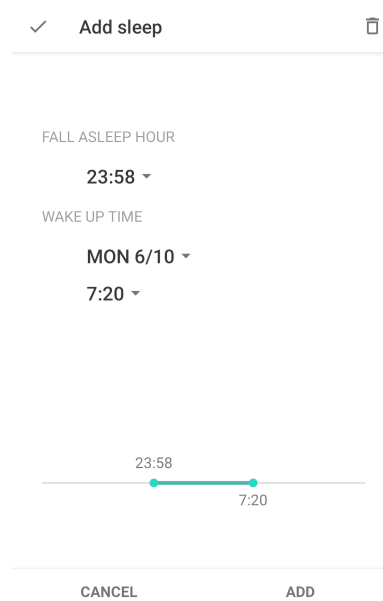 Add sleep
FALL ASLEEP HOUR
23:58
WAKE UP TIME
MON 6/10
7:20
23:58
7:20
CANCEL ADD